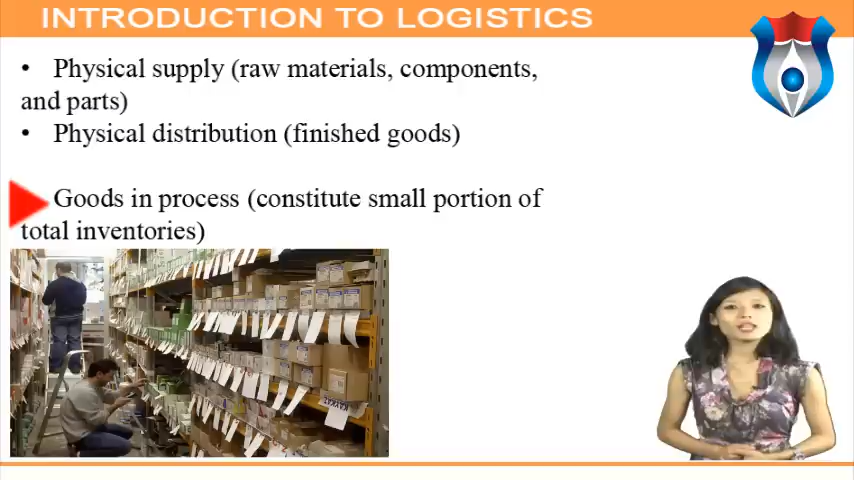 INTRODUCTION TO LOGISTICS
• Physical supply (raw materials, components,
and parts)
• Physical distribution (finished goods)
Goods in process (constitute small portion of
total inventories)